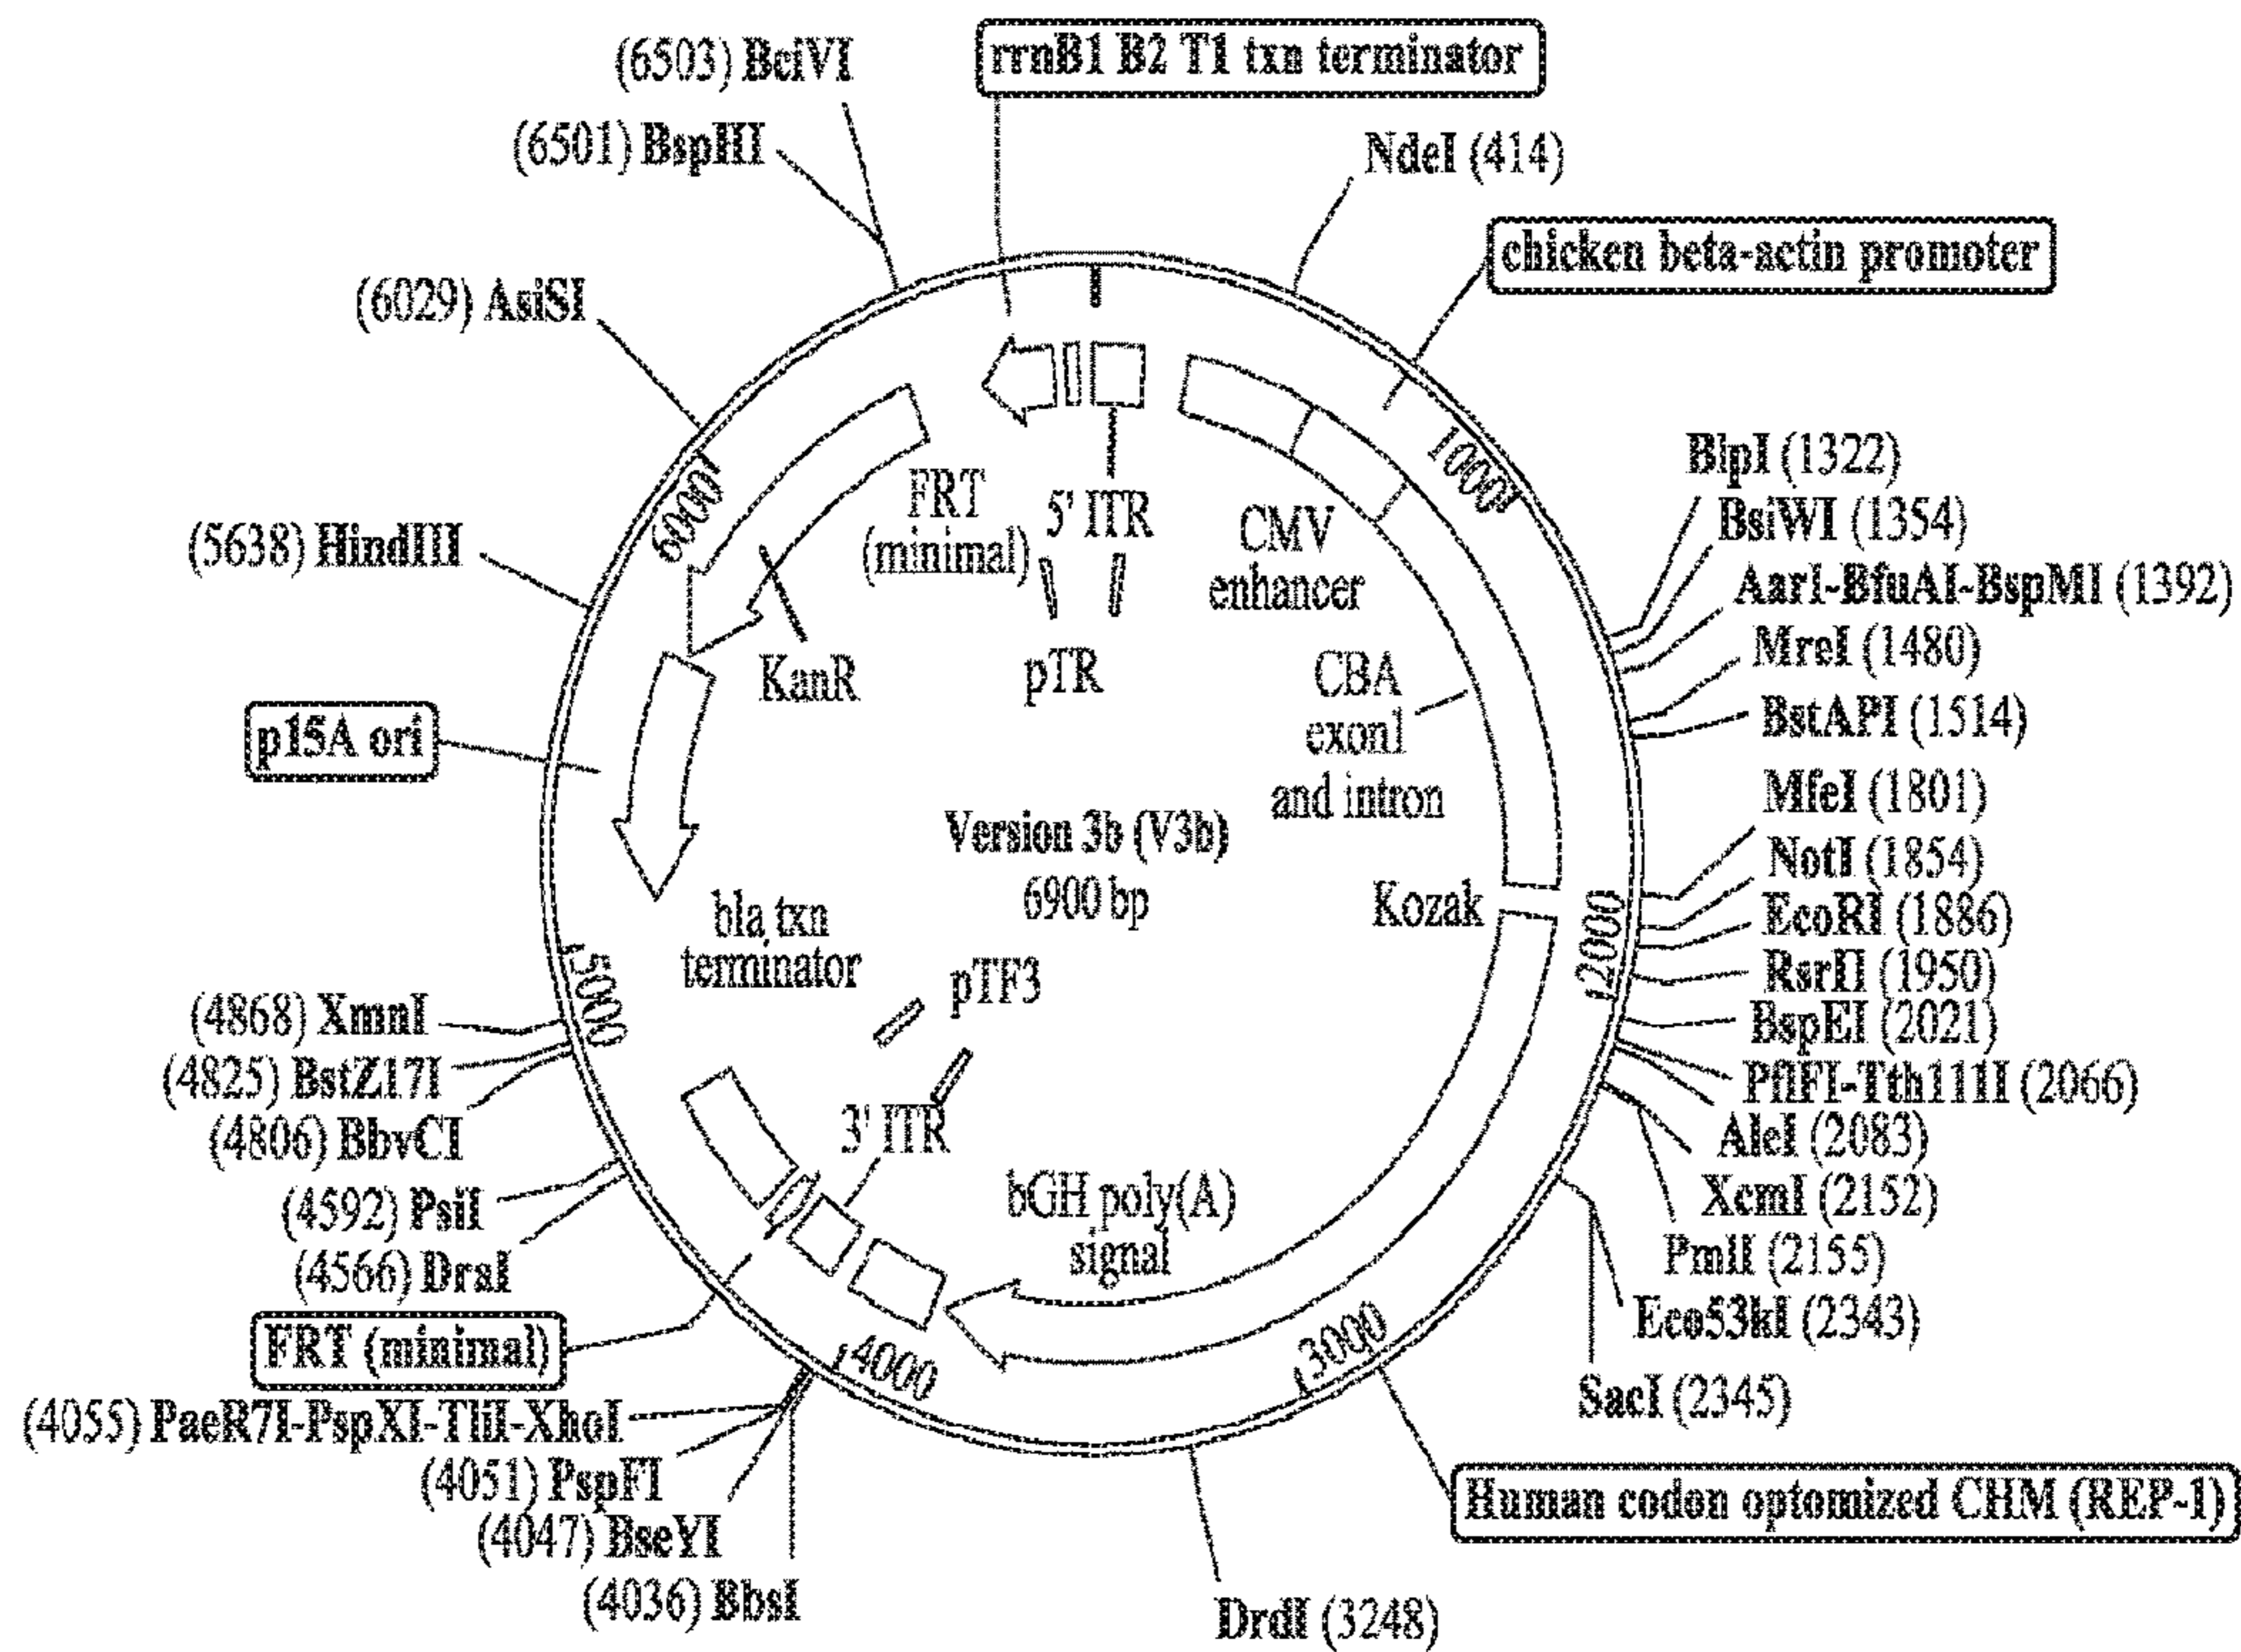 (6503) BciVI
rrnB1 B2 T1 txn terminator
(6501) BspHI
NdeI (414)
chicken beta-actin promoter
(6029) AsiSI
1000
BlpI (1322)
BsiWI (1354)
AarI-BfuAI-BspMI (1392)
MreI (1480)
BstAPI (1514)
6000
FRT
(minimal)
5' ITR
CMV
enhancer
(5638) HindIII
KanR
pTR
CBA
exon1
and intron
p15A ori
MfeI (1801)
NotI (1854)
EcoRI (1886)
RsrII (1950)
BspEI (2021)
PflFI-Tth111I (2066)
AleI (2083)
XcmI (2152)
PmlI (2155)
Eco53kI (2343)
SacI (2345)
Version 3b (V3b)
6900 bp
Kozak
2000
bla txn
terminator
pTF3
5000
(4868) XmnI
(4825) BstZ17I
(4806) BbvCI
3' ITR
(4592) PsiI
(4566) DraI
bGH poly(A)
signal
FRT (minimal)
4000
3000
(4055) PaeR7I-PspXI-TliI-XhoI
(4051) PspFI
(4047) BseYI
(4036) BbsI
Human codon optomized CHM (REP-1)
DrdI (3248)